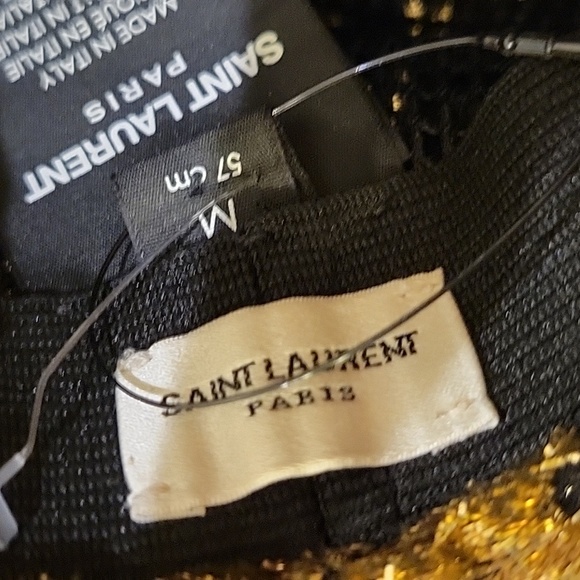 SAINT LAURENT
PARIS
MADE IN ITALY
57 Cm
M
SAINT LAURENT
PARIS